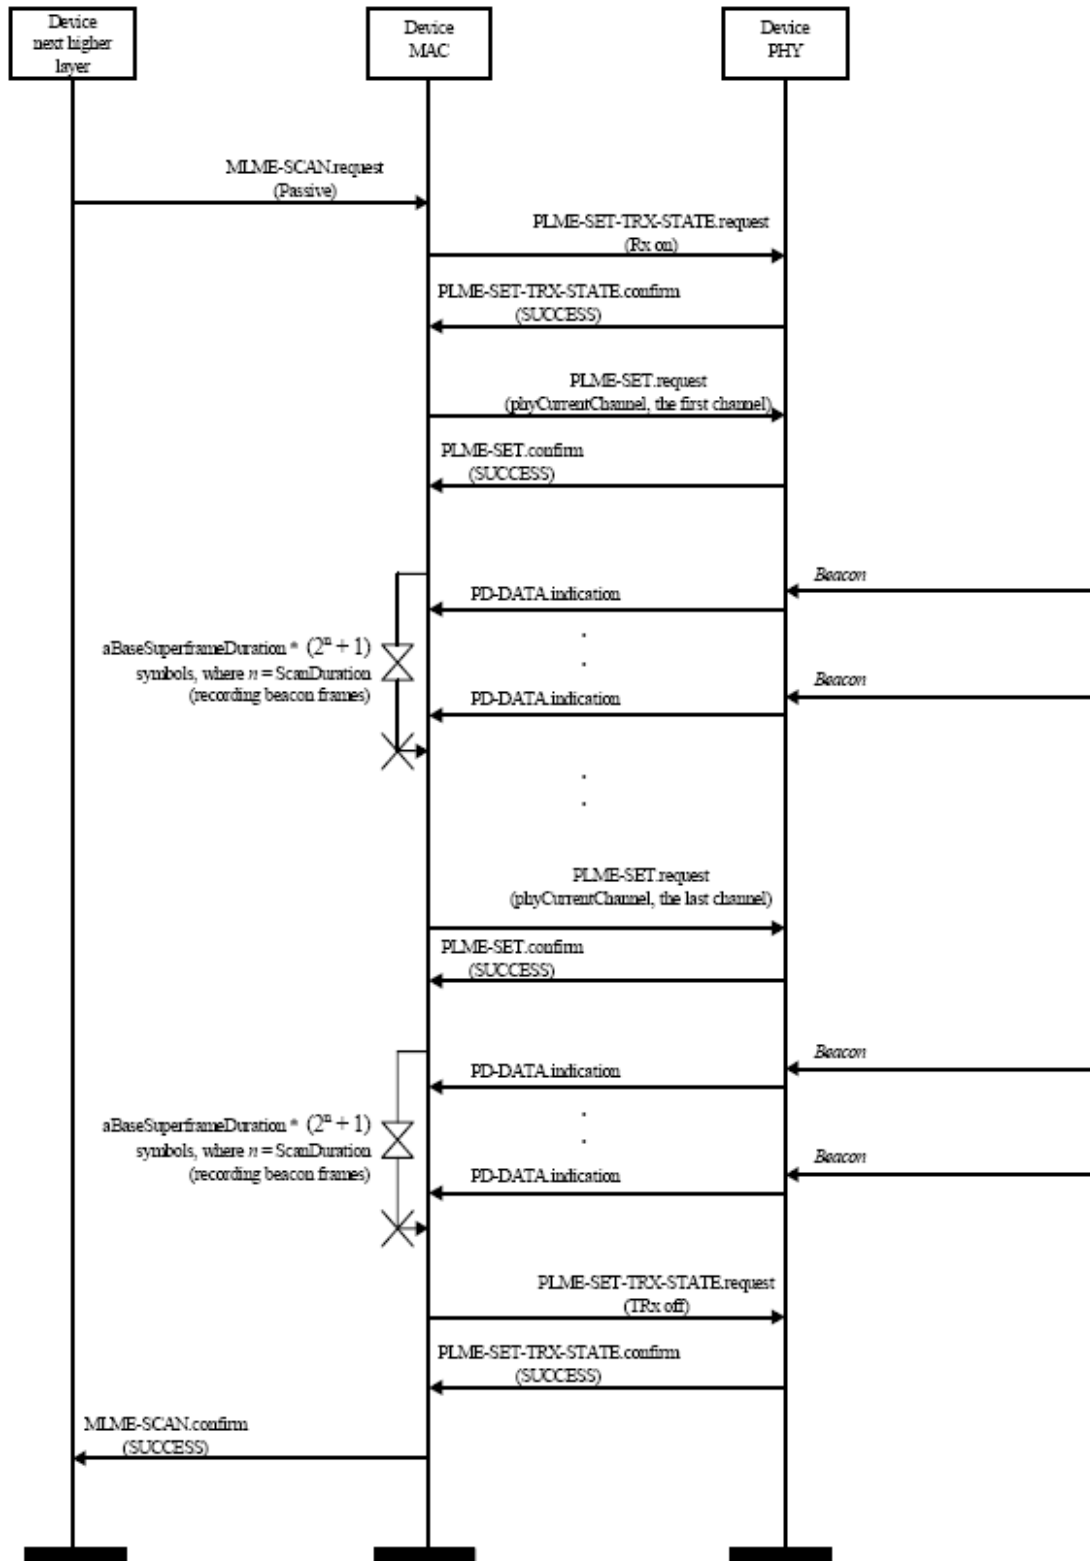 Device
next higher
layer
Device
MAC
Device
PHY
MLME-SCAN.request
(Passive)
PLME-SET-TRX-STATE.request
(Rx on)
PLME-SET-TRX-STATE.confirm
(SUCCESS)
PLME-SET.request
(phyCurrentChannel, the first channel)
PLME-SET.confirm
(SUCCESS)
Beacon
PD-DATA.indication
aBaseSuperframeDuration * (2ⁿ + 1)
symbols, where n = ScanDuration
(recording beacon frames)
Beacon
PD-DATA.indication
PLME-SET.request
(phyCurrentChannel, the last channel)
PLME-SET.confirm
(SUCCESS)
Beacon
PD-DATA.indication
aBaseSuperframeDuration * (2ⁿ + 1)
symbols, where n = ScanDuration
(recording beacon frames)
Beacon
PD-DATA.indication
PLME-SET-TRX-STATE.request
(TRx off)
PLME-SET-TRX-STATE.confirm
(SUCCESS)
MLME-SCAN.confirm
(SUCCESS)